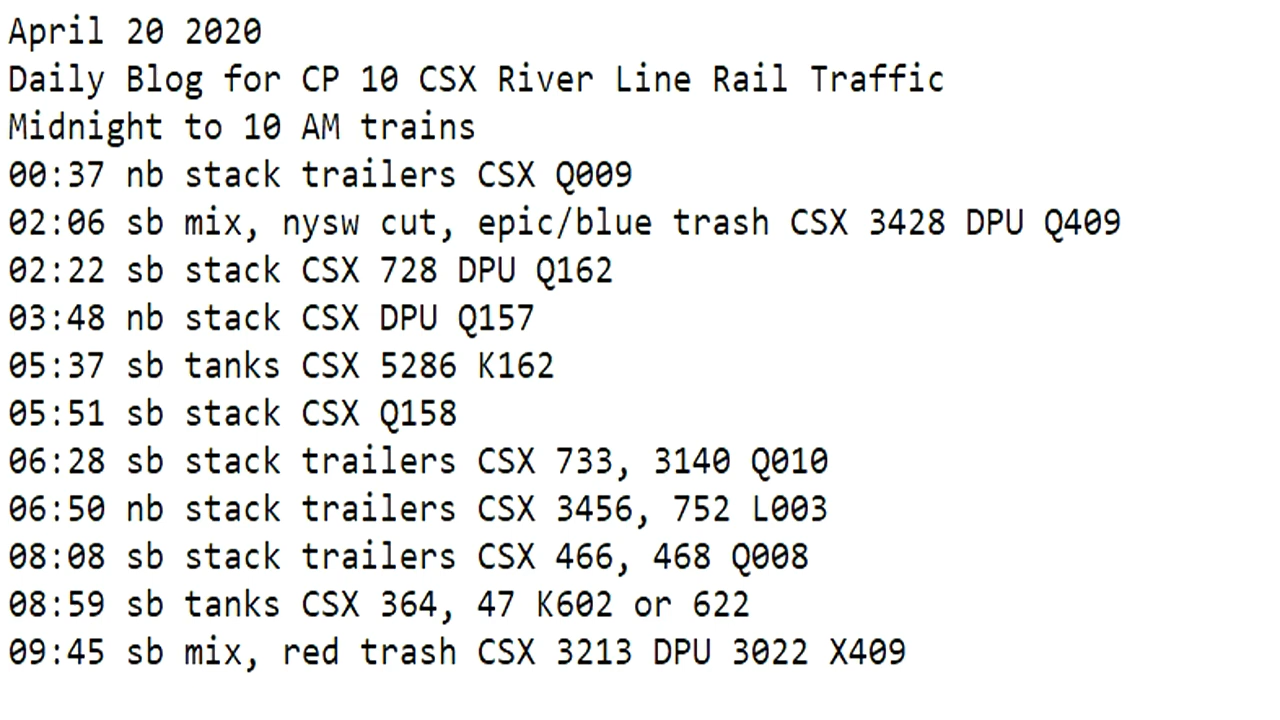 April 20 2020
Daily Blog for CP 10 CSX River Line Rail Traffic
Midnight to 10 AM trains
00:37 nb stack trailers CSX Q009
02:06 sb mix, nysw cut, epic/blue trash CSX 3428 DPU Q409
02:22 sb stack CSX 728 DPU Q162
03:48 nb stack CSX DPU Q157
05:37 sb tanks CSX 5286 K162
05:51 sb stack CSX Q158
06:28 sb stack trailers CSX 733, 3140 Q010
06:50 nb stack trailers CSX 3456, 752 L003
08:08 sb stack trailers CSX 466, 468 Q008
08:59 sb tanks CSX 364, 47 K602 or 622
09:45 sb mix, red trash CSX 3213 DPU 3022 X409